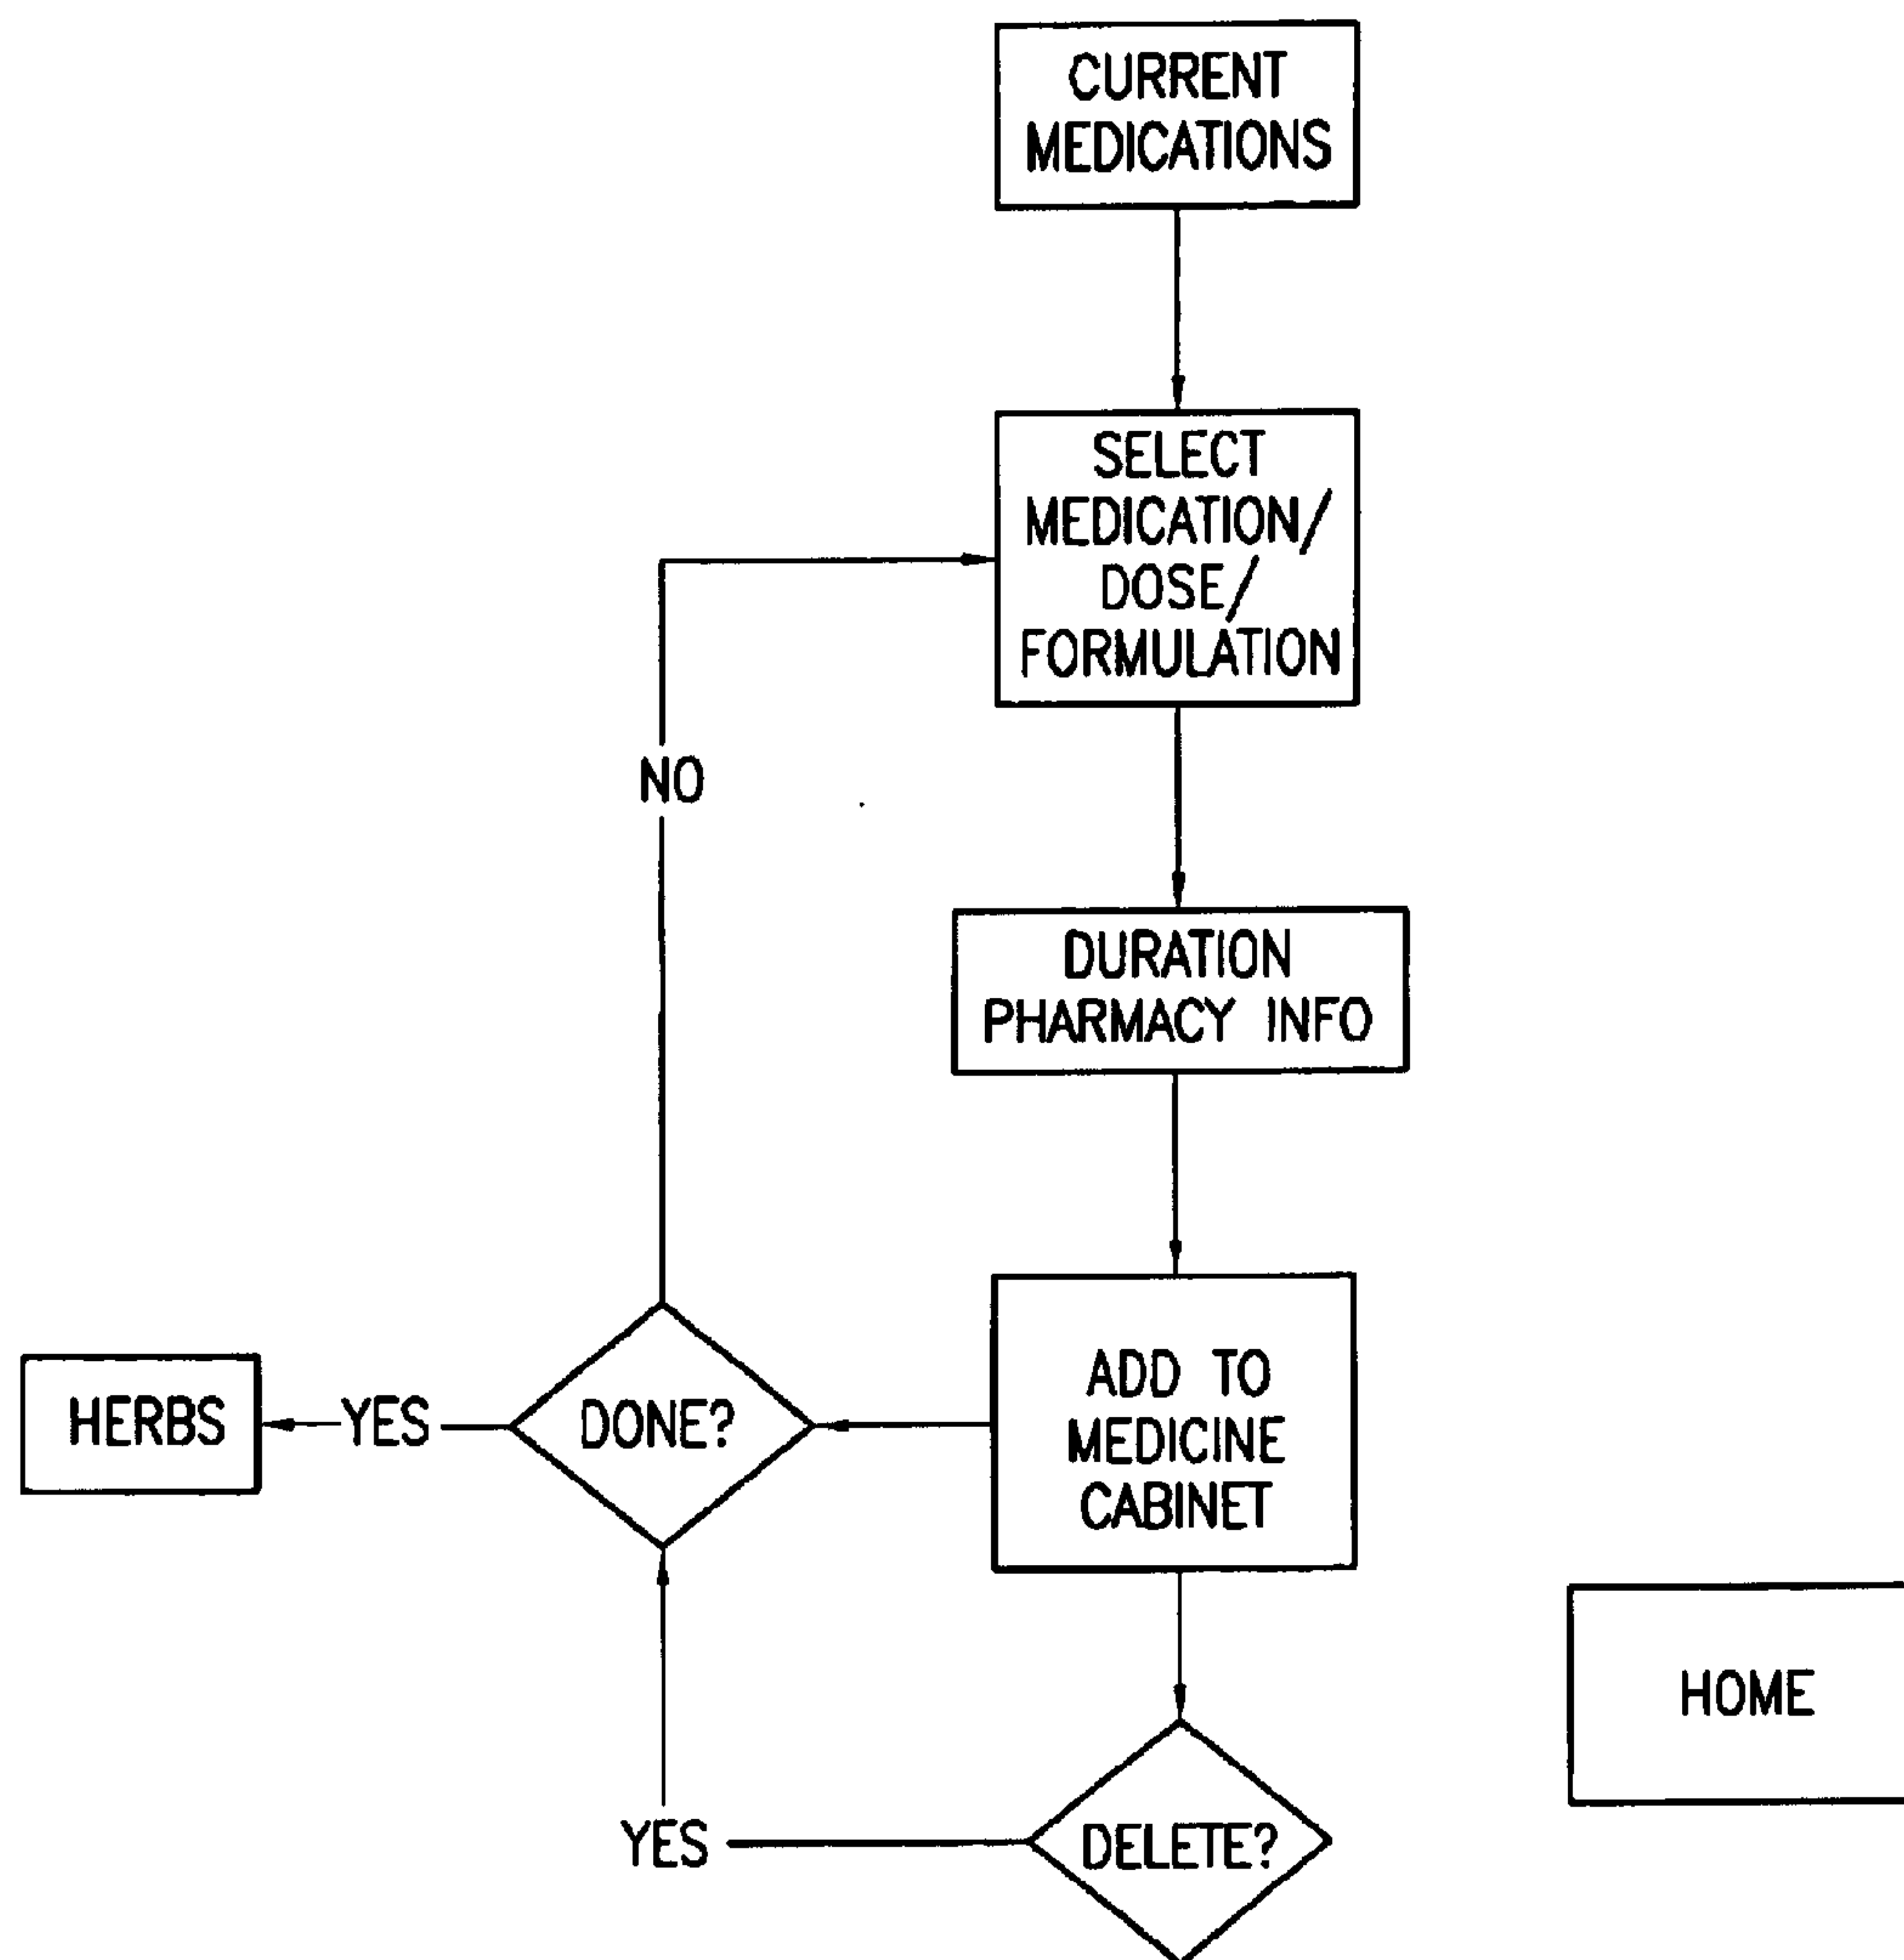 CURRENT
MEDICATIONS
SELECT
MEDICATION/
DOSE/
FORMULATION
NO
DURATION
PHARMACY INFO
ADD TO
MEDICINE
CABINET
DONE?
YES
HERBS
HOME
DELETE?
YES